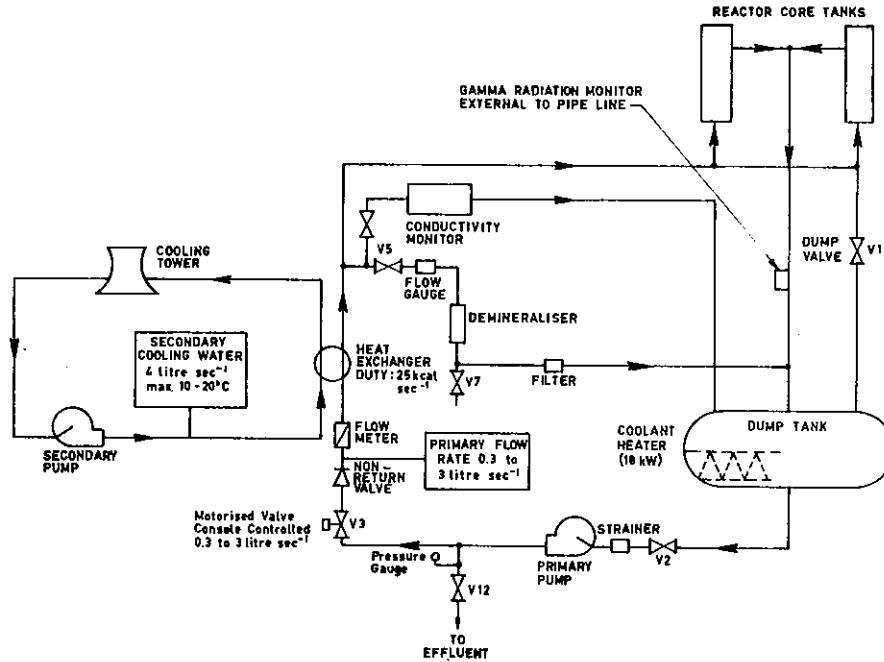 REACTOR CORE TANKS
GAMMA RADIATION MONITOR
EXTERNAL TO PIPE LINE
CONDUCTIVITY
MONITOR
DUMP
VALVE
V1
V5
FLOW
GAUGE
COOLING
TOWER
DEMINERALISER
SECONDARY
COOLING WATER
4 litre sec⁻¹
max, 10 - 20°C
HEAT
EXCHANGER
DUTY: 25 kcal
sec⁻¹
V7
FILTER
FLOW
METER
PRIMARY FLOW
RATE 0.3 to
3 litre sec⁻¹
COOLANT
HEATER
(18 kW)
DUMP TANK
SECONDARY
PUMP
NON-
RETURN
VALVE
Motorised Valve
Console Controlled
0.3 to 3 litre sec⁻¹
V3
STRAINER
Pressure
Gauge
PRIMARY
PUMP
V2
V12
TO
EFFLUENT